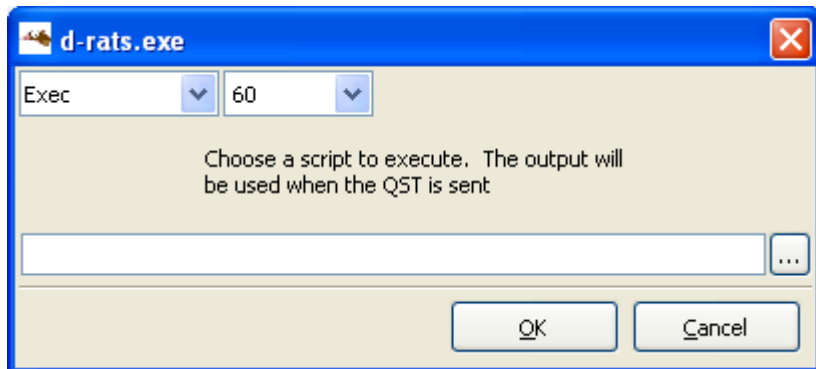 d-rats.exe
Exec 60
Choose a script to execute. The output will
be used when the QST is sent
...
OK Cancel